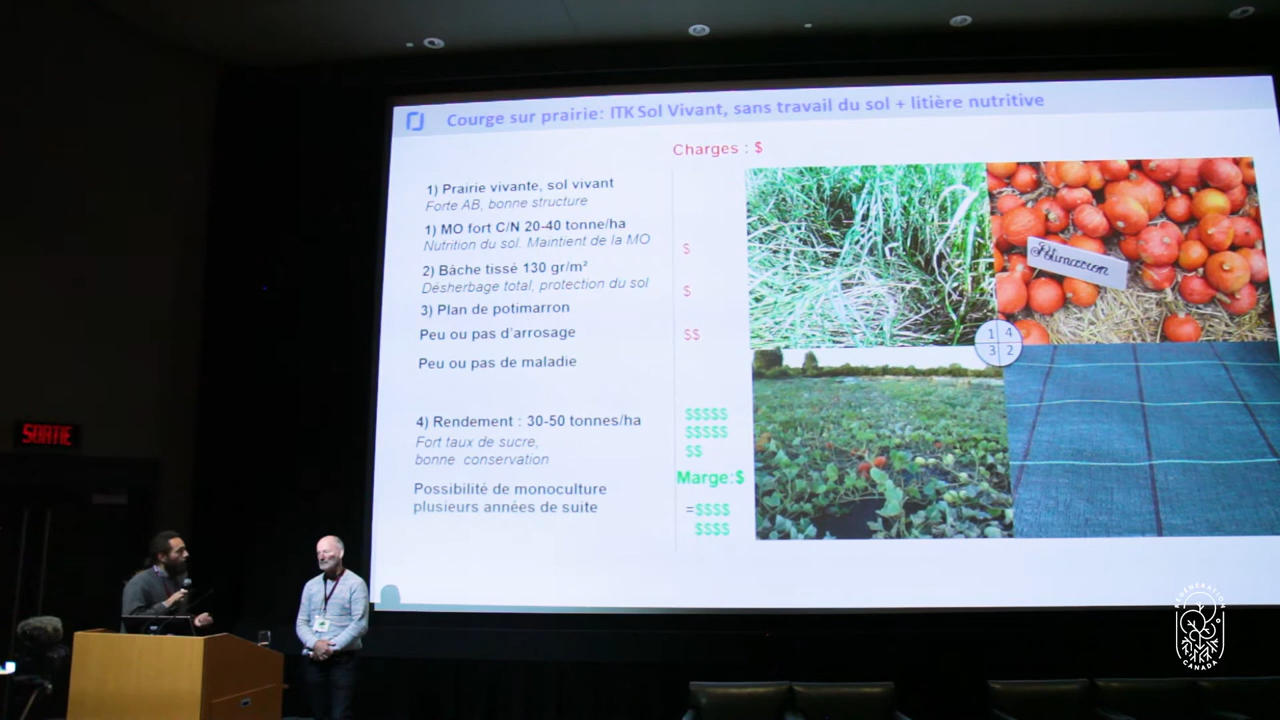 Courge sur prairie: ITK Sol Vivant, sans travail du sol + litière nutritive
Charges : $
1) Prairie vivante, sol vivant
Forte AB, bonne structure
1) MO fort C/N 20-40 tonne/ha
Nutrition du sol. Maintient de la MO
$
2) Bâche tissé 130 gr/m²
Désherbage total, protection du sol
$
3) Plan de potimarron
Peu ou pas d'arrosage
$$
Peu ou pas de maladie
4) Rendement : 30-50 tonnes/ha
Fort taux de sucre,
bonne conservation
$$$$$
$$$$$
$$
Marge:$
Possibilité de monoculture
plusieurs années de suite
=$$$$
$$$$
Potimarron
1 4
3 2
SORTIE
REGENERATION
CANADA